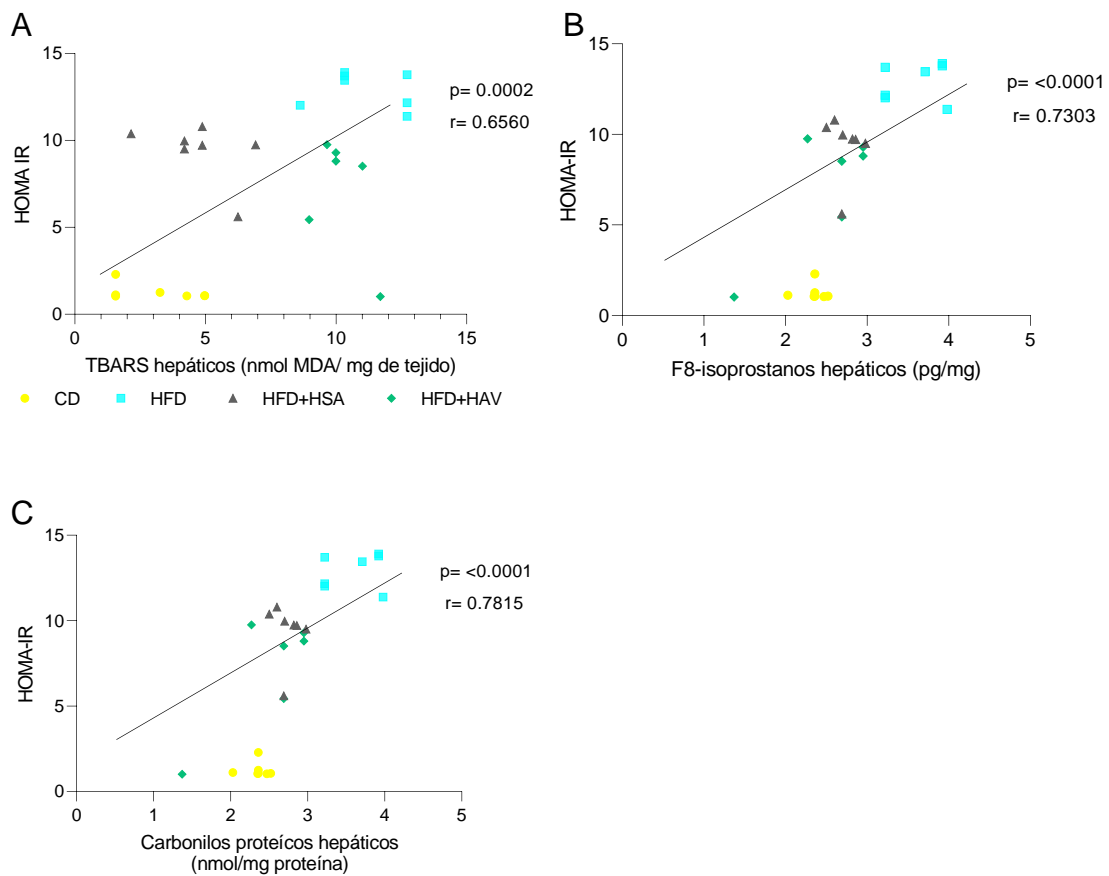 A
HOMA IR
15
10
5
0
0
5
10
15
p= 0.0002
r= 0.6560
TBARS hepáticos (nmol MDA/ mg de tejido)
CD
HFD
HFD+HSA
HFD+HAV
B
HOMA-IR
15
10
5
0
0
1
2
3
4
5
p= <0.0001
r= 0.7303
F8-isoprostanos hepáticos (pg/mg)
C
HOMA-IR
15
10
5
0
0
1
2
3
4
5
p= <0.0001
r= 0.7815
Carbonilos proteícos hepáticos
(nmol/mg proteína)